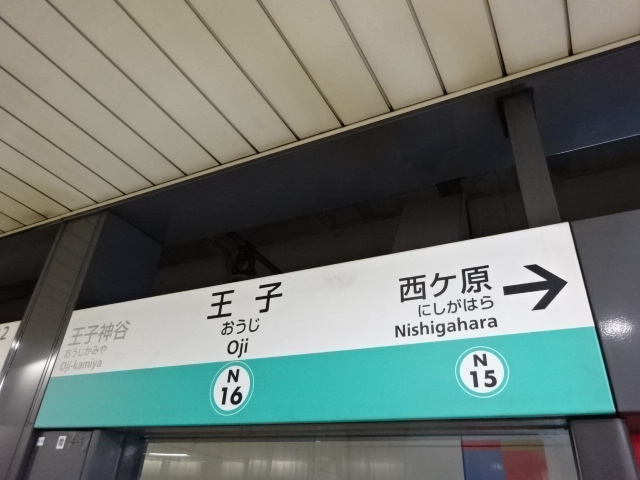 王子神谷
おうじかみや
Oji-kamiya
王子
おうじ
Oji
N
16
西ケ原
にしがはら
Nishigahara
N
15